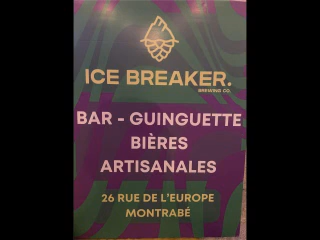 ICE BREAKER.
BREWING CO.
BAR - GUINGUETTE
BIÈRES
ARTISANALES
26 RUE DE L'EUROPE
MONTRABÉ